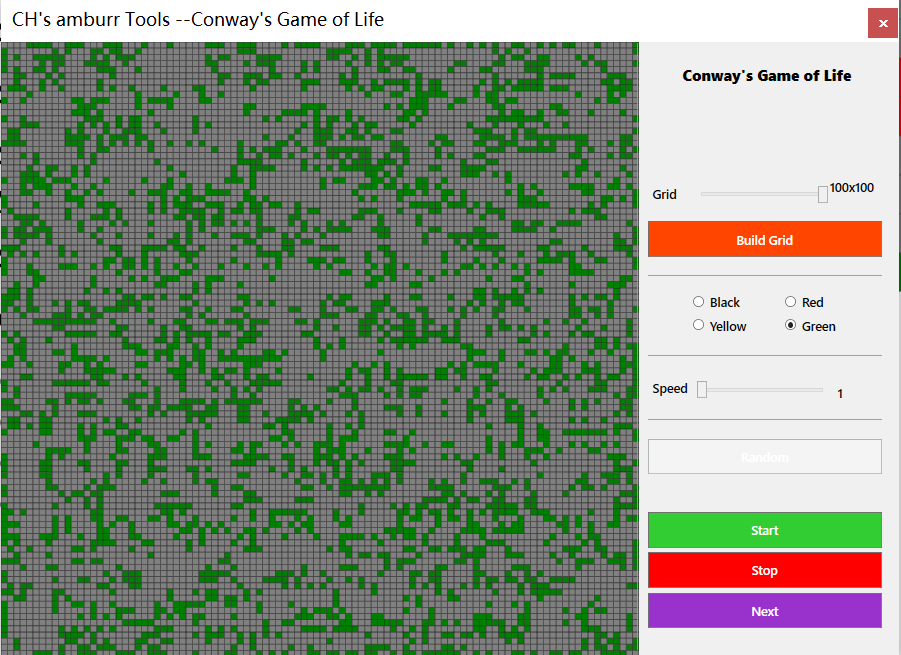 CH's amburr Tools --Conway's Game of Life
Conway's Game of Life
Grid
100x100
Build Grid
Black
Red
Yellow
Green
Speed
1
Random
Start
Stop
Next